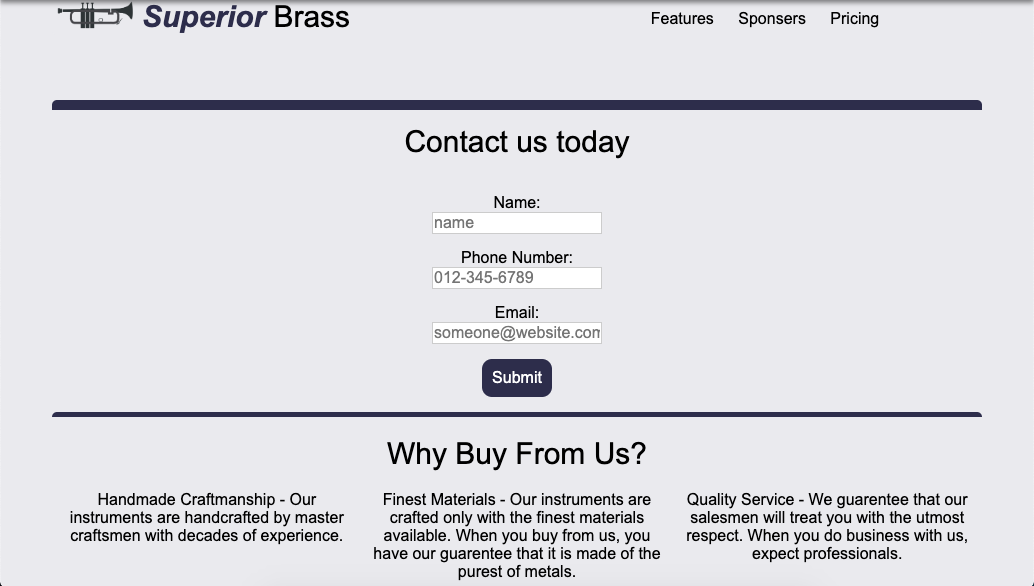 Superior Brass
Features Sponsers Pricing
Contact us today
Name:
name
Phone Number:
012-345-6789
Email:
someone@website.com
Submit
Why Buy From Us?
Handmade Craftmanship - Our
instruments are handcrafted by master
craftsmen with decades of experience.
Finest Materials - Our instruments are
crafted only with the finest materials
available. When you buy from us, you
have our guarentee that it is made of the
purest of metals.
Quality Service - We guarentee that our
salesmen will treat you with the utmost
respect. When you do business with us,
expect professionals.